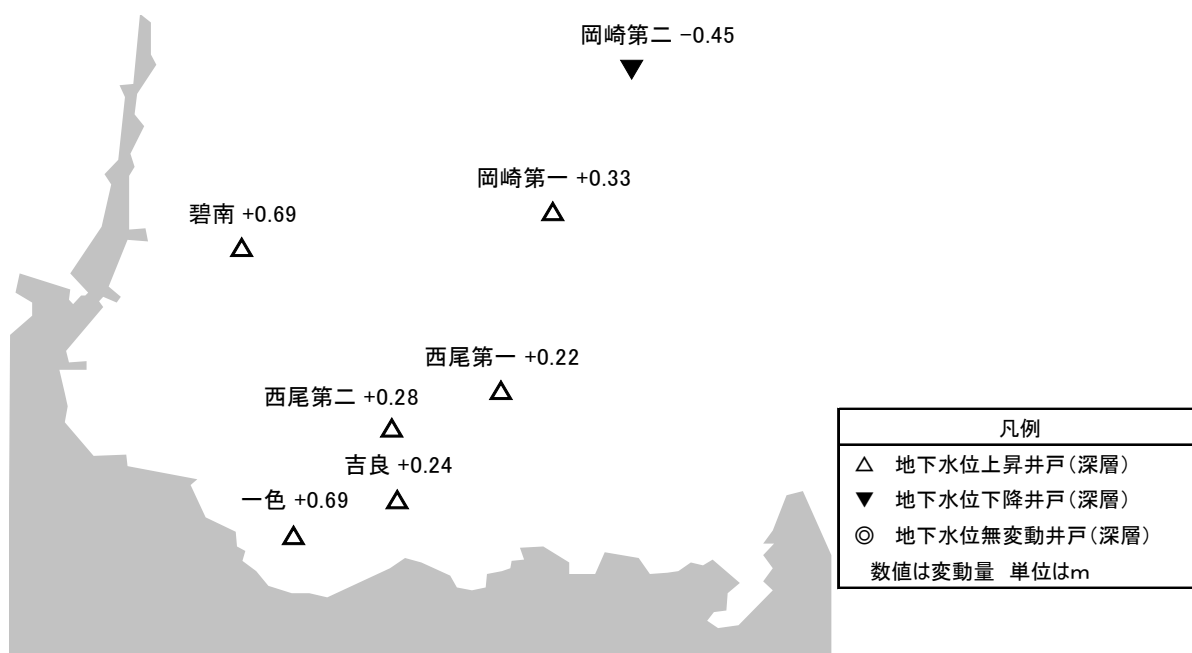 岡崎第二 -0.45
岡崎第一 +0.33
碧南 +0.69
西尾第一 +0.22
西尾第二 +0.28
吉良 +0.24
一色 +0.69
凡例
△ 地下水位上昇井戸(深層)
▼ 地下水位下降井戸(深層)
◎ 地下水位無変動井戸(深層)
数値は変動量 単位はm